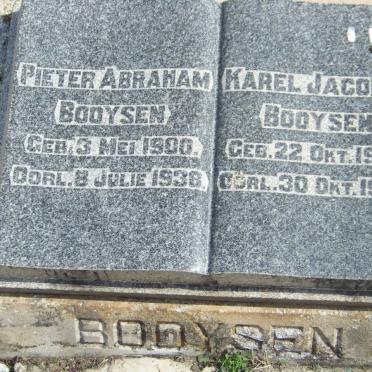 PIETER ABRAHAM
BOOYSEN
GEB. 3 MEI 1900.
OORL. 8 JULIE 1938.
KAREL JACO
BOOYSEN
GEB. 22 OKT. 19
OORL. 30 OKT. 19
BOOYSEN